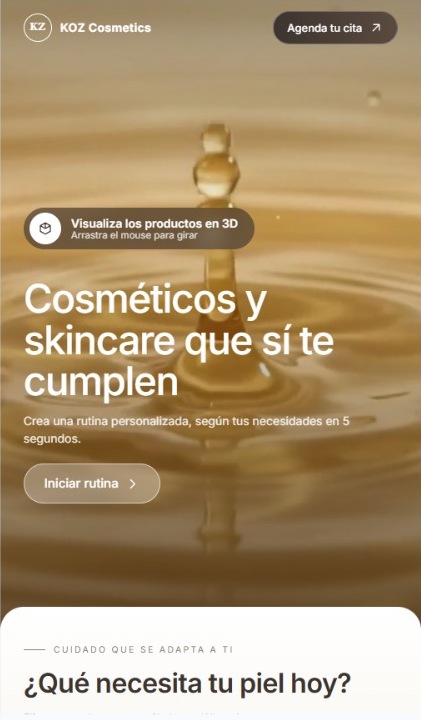 KZ KOZ Cosmetics
Agenda tu cita
Visualiza los productos en 3D
Arrastra el mouse para girar
Cosméticos y
skincare que sí te
cumplen
Crea una rutina personalizada, según tus necesidades en 5
segundos.
Iniciar rutina
CUIDADO QUE SE ADAPTA A TI
¿Qué necesita tu piel hoy?